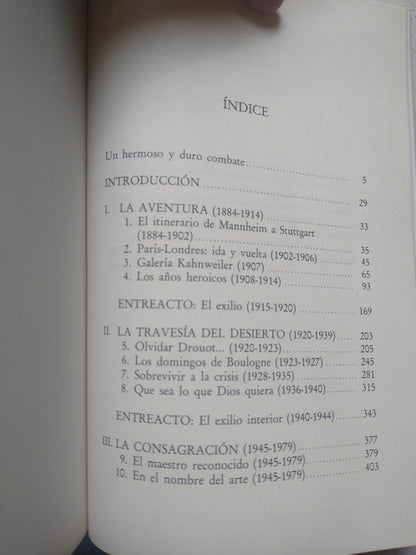 ÍNDICE
Un hermoso y duro combate 5
INTRODUCCIÓN 29
I. LA AVENTURA (1884-1914) 33
1. El itinerario de Mannheim a Stuttgart
(1884-1902) 35
2. París-Londres: ida y vuelta (1902-1906) 45
3. Galería Kahnweiler (1907) 65
4. Los años heroicos (1908-1914) 93
ENTREACTO: El exilio (1915-1920) 169
II. LA TRAVESÍA DEL DESIERTO (1920-1939) 203
5. Olvidar Drouot... (1920-1923) 205
6. Los domingos de Boulogne (1923-1927) 245
7. Sobrevivir a la crisis (1928-1935) 281
8. Que sea lo que Dios quiera (1936-1940) 315
ENTREACTO: El exilio interior (1940-1944) 343
III. LA CONSAGRACIÓN (1945-1979) 377
9. El maestro reconocido (1945-1979) 379
10. En el nombre del arte (1945-1979) 403